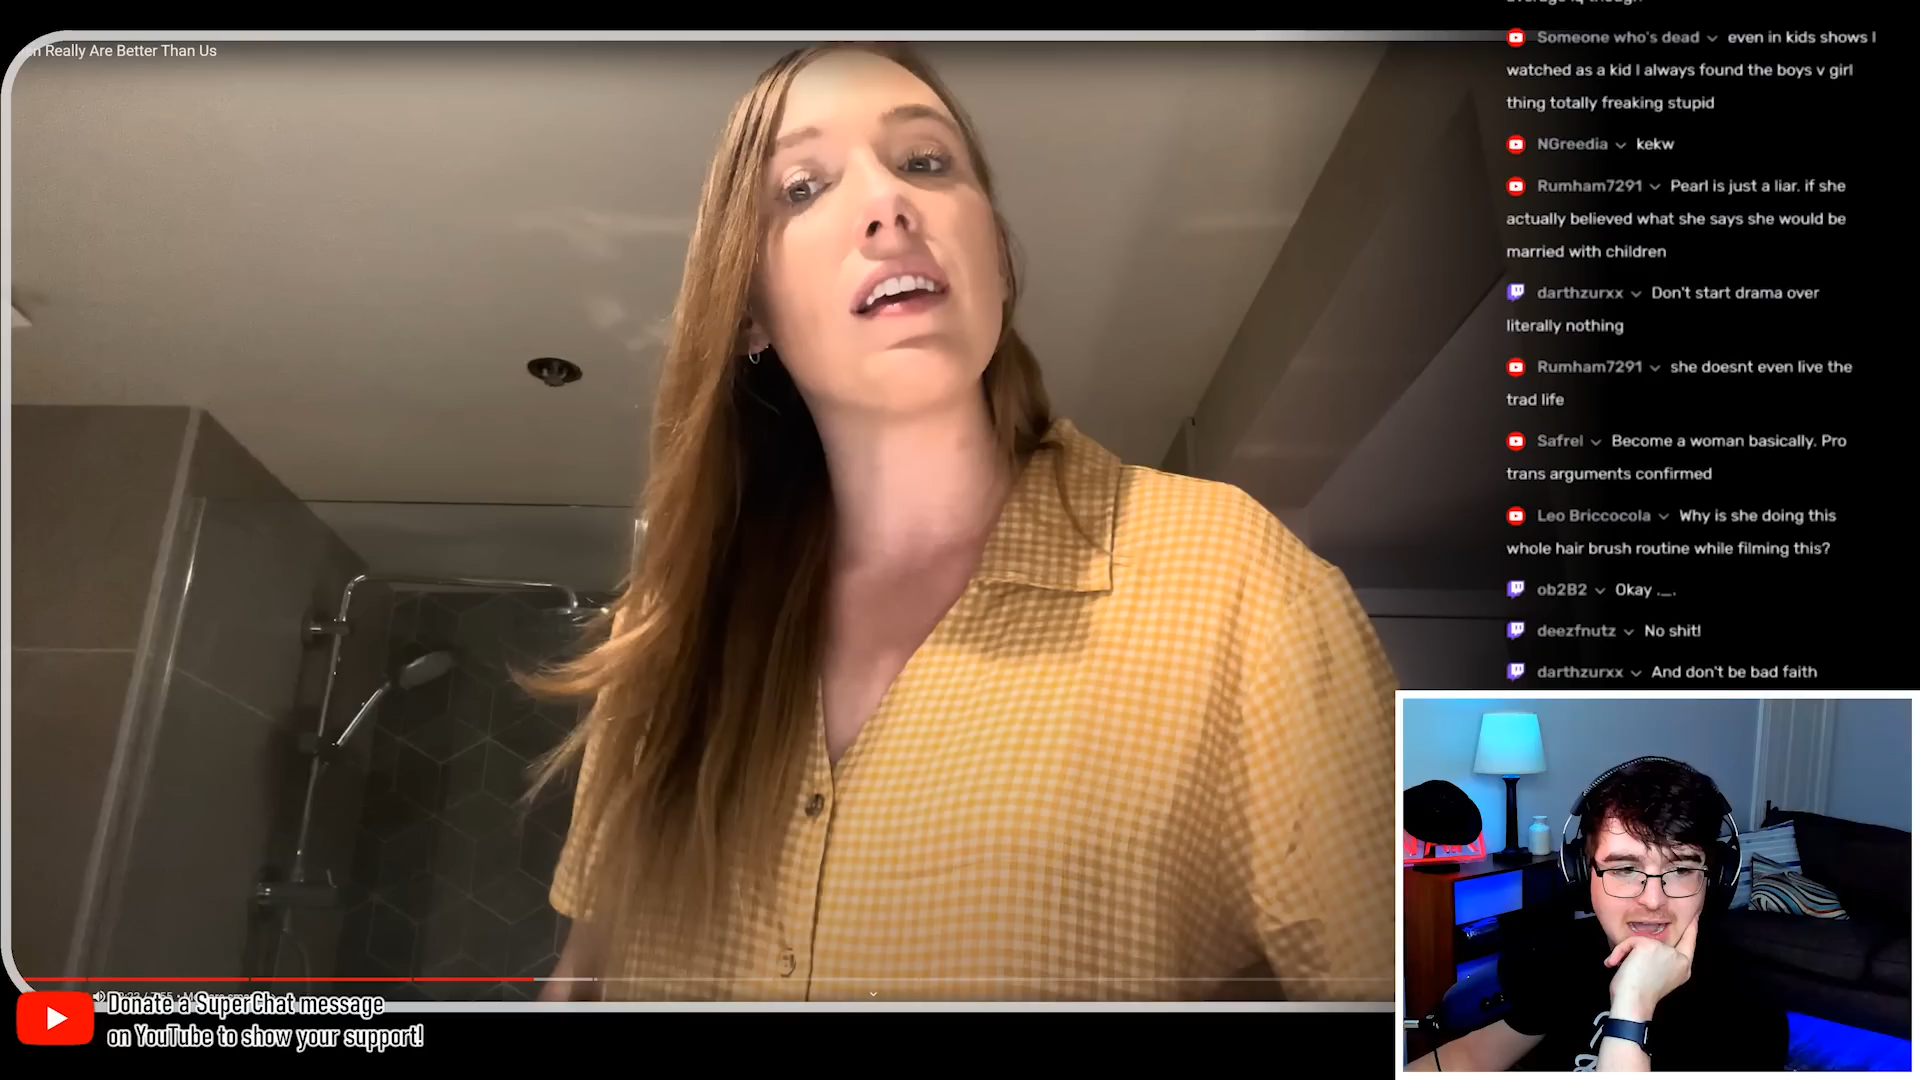 n Really Are Better Than Us
Someone who's dead even in kids shows I
watched as a kid I always found the boys v girl
thing totally freaking stupid
NGreedia kekw
Rumham7291 Pearl is just a liar. if she
actually believed what she says she would be
married with children
darthzurxx Don't start drama over
literally nothing
Rumham7291 she doesnt even live the
trad life
Safrel Become a woman basically. Pro
trans arguments confirmed
Leo Briccocola Why is she doing this
whole hair brush routine while filming this?
ob2B2 Okay ._.
deezfnutz No shit!
darthzurxx And don't be bad faith
Donate a SuperChat message
on YouTube to show your support!